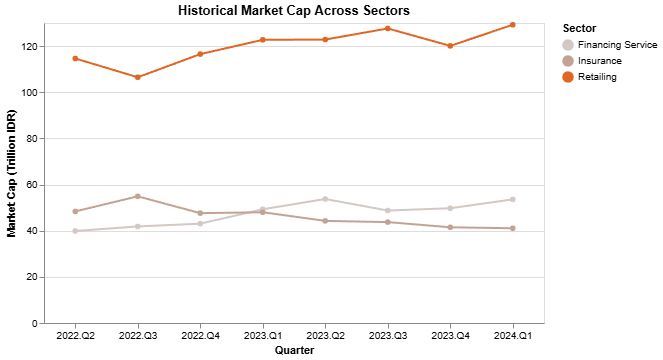 Historical Market Cap Across Sectors
Market Cap (Trillion IDR)
120
100
80
60
40
20
0
2022.Q2 2022.Q3 2022.Q4 2023.Q1 2023.Q2 2023.Q3 2023.Q4 2024.Q1
Quarter
Sector
Financing Service
Insurance
Retailing